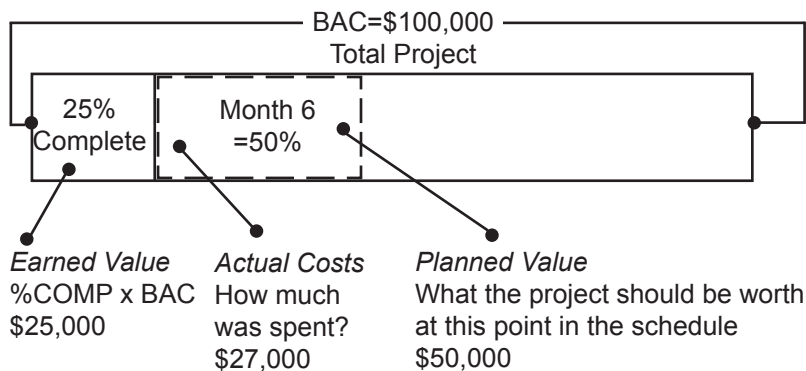 BAC=$100,000
Total Project
25%
Complete
Month 6
=50%
Earned Value
%COMP x BAC
$25,000
Actual Costs
How much
was spent?
$27,000
Planned Value
What the project should be worth
at this point in the schedule
$50,000